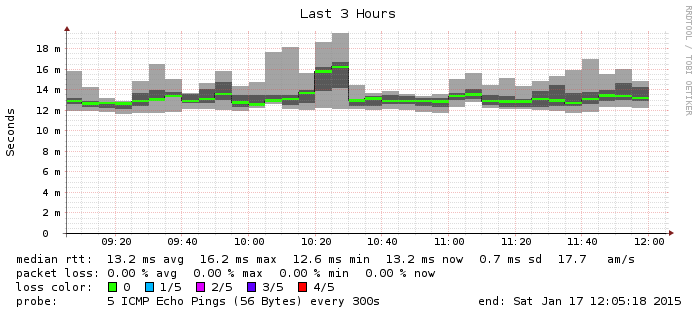 Last 3 Hours
RRDTOOL / TOBI OETIKER
Seconds
18 m
16 m
14 m
12 m
10 m
8 m
6 m
4 m
2 m
0
09:20 09:40 10:00 10:20 10:40 11:00 11:20 11:40 12:00
median rtt: 13.2 ms avg 16.2 ms max 12.6 ms min 13.2 ms now 0.7 ms sd 17.7 am/s
packet loss: 0.00 % avg 0.00 % max 0.00 % min 0.00 % now
loss color: 0 1/5 2/5 3/5 4/5
probe: 5 ICMP Echo Pings (56 Bytes) every 300s end: Sat Jan 17 12:05:18 2015